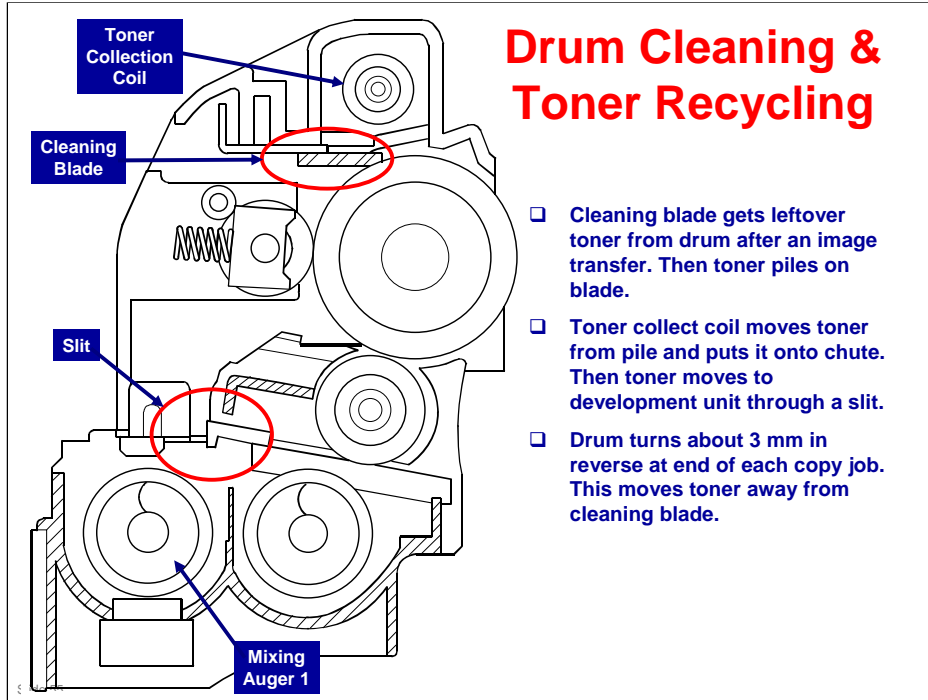 Drum Cleaning &
Toner Recycling
Toner
Collection
Coil
Cleaning
Blade
Slit
Mixing
Auger 1
❑ Cleaning blade gets leftover
toner from drum after an image
transfer. Then toner piles on
blade.
❑ Toner collect coil moves toner
from pile and puts it onto chute.
Then toner moves to
development unit through a slit.
❑ Drum turns about 3 mm in
reverse at end of each copy job.
This moves toner away from
cleaning blade.